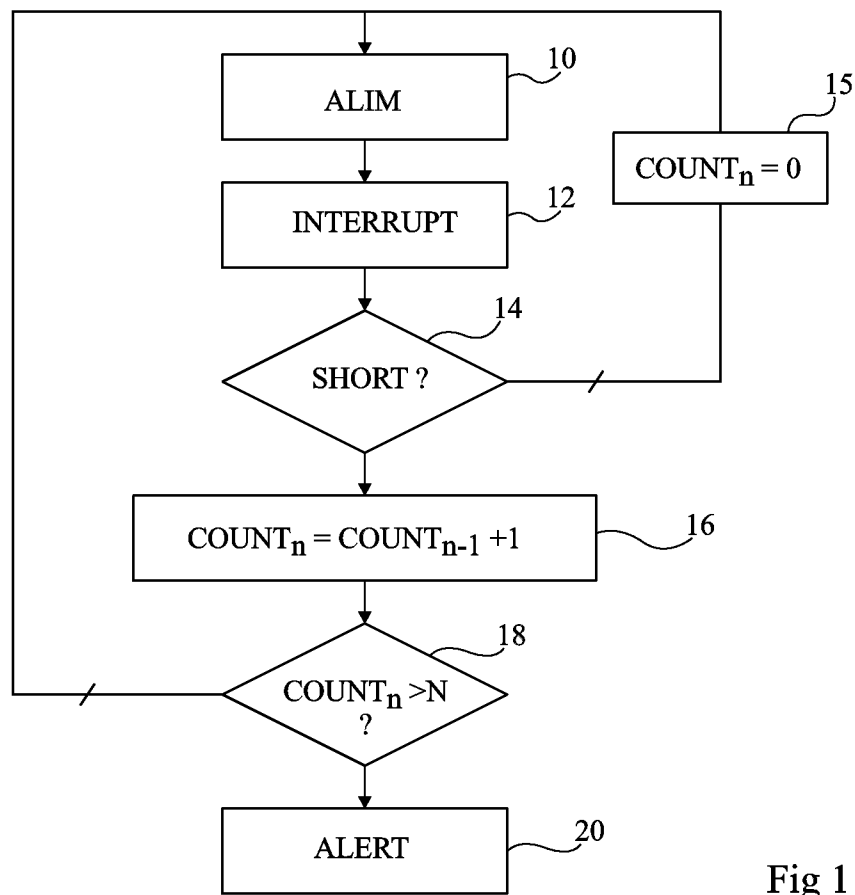 10
ALIM
15
COUNTn = 0
12
INTERRUPT
14
SHORT ?
16
COUNTn = COUNTn-1 +1
18
COUNTn >N
?
20
ALERT
Fig 1